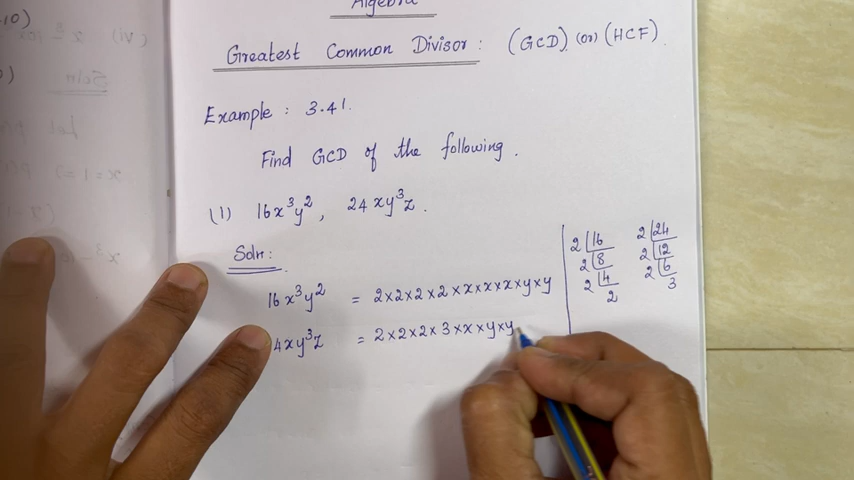 Algebra
Greatest Common Divisor : (GCD) (or) (HCF)
Example : 3.41.
Find GCD of the following.
(1) 16x³y², 24xy³z.
Soln:
16x³y² = 2×2×2×2×x×x×x×y×y
4xy³z = 2×2×2×3×x×y×y
2 16
2 8
2 4
2
2 24
2 12
2 6
3
(vi)
Soln